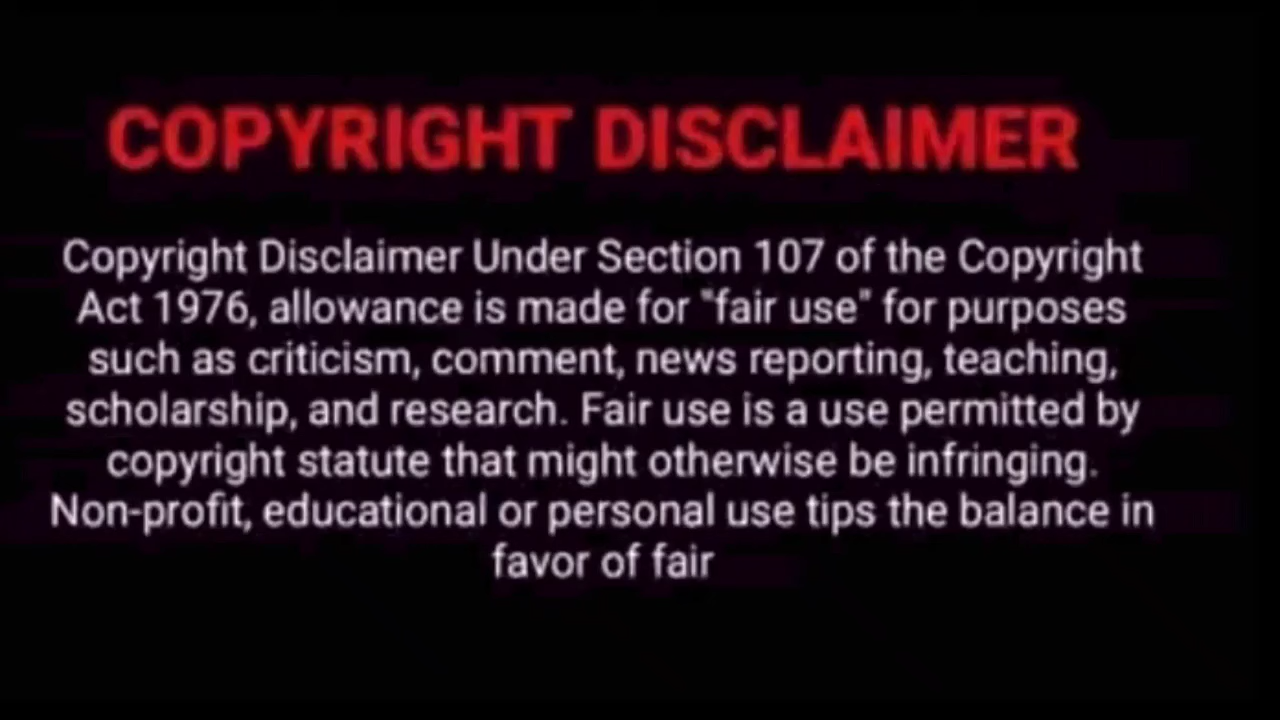 COPYRIGHT DISCLAIMER
Copyright Disclaimer Under Section 107 of the Copyright
Act 1976, allowance is made for "fair use" for purposes
such as criticism, comment, news reporting, teaching,
scholarship, and research. Fair use is a use permitted by
copyright statute that might otherwise be infringing.
Non-profit, educational or personal use tips the balance in
favor of fair